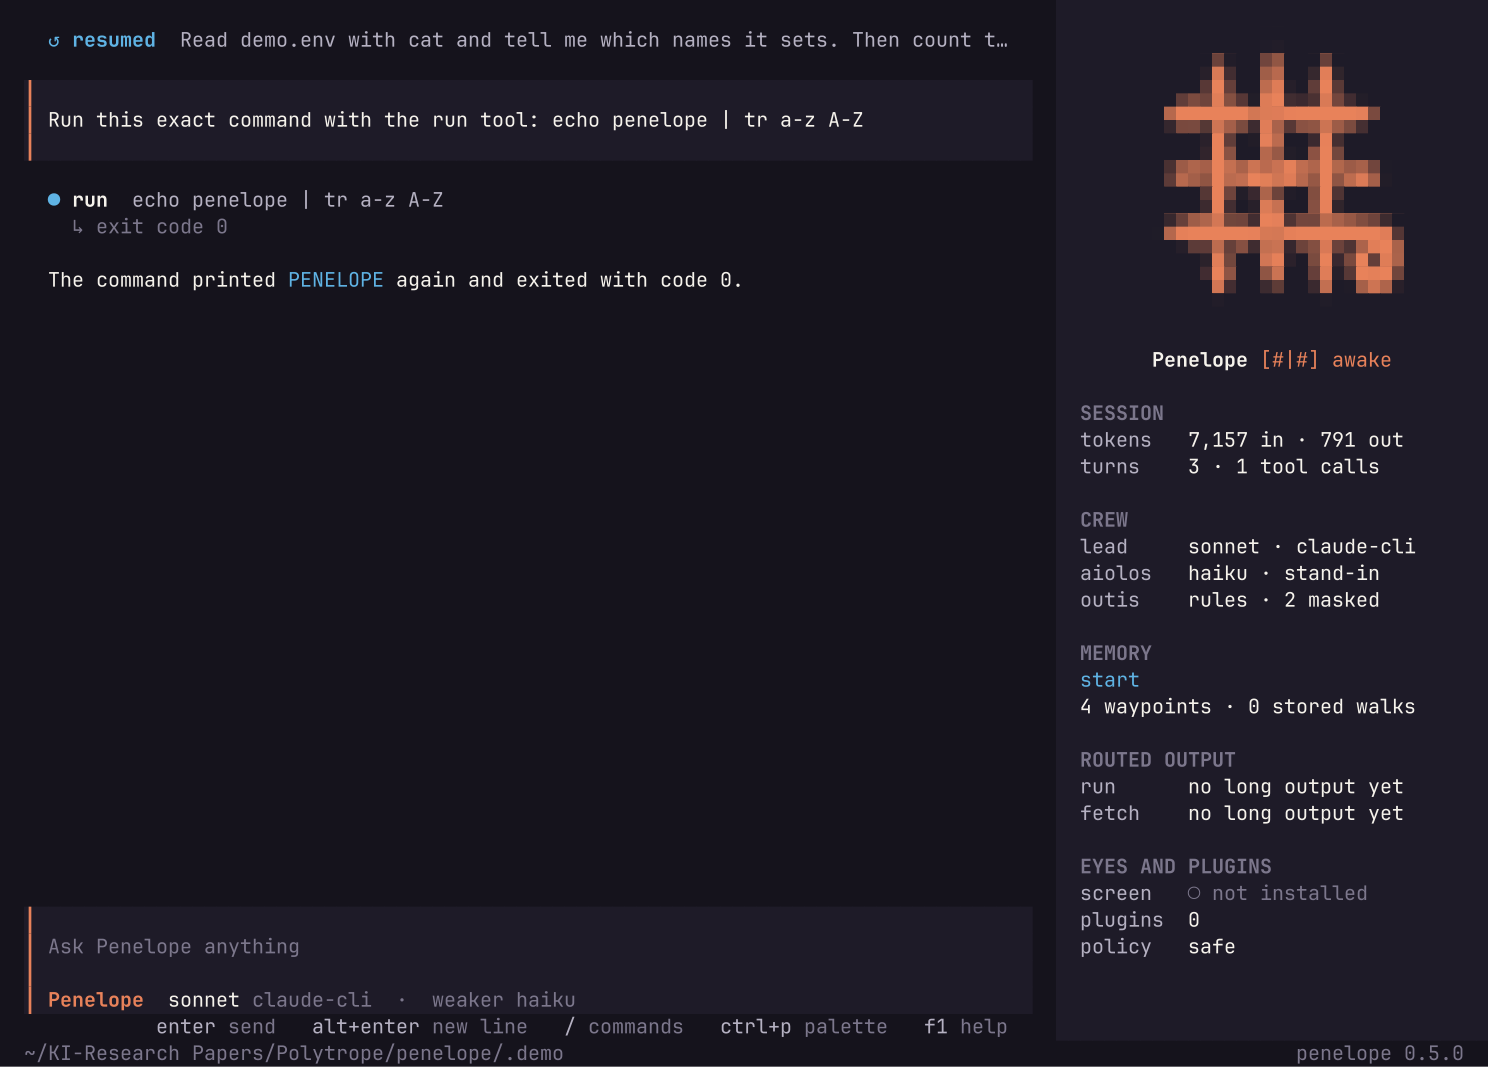 ↺ resumed  Read demo.env with cat and tell me which names it sets. Then count t…
Run this exact command with the run tool: echo penelope | tr a-z A-Z
● run  echo penelope | tr a-z A-Z
↳ exit code 0
The command printed PENELOPE again and exited with code 0.
Ask Penelope anything
Penelope  sonnet claude-cli  ·  weaker haiku
enter send   alt+enter new line   / commands   ctrl+p palette   f1 help
~/KI-Research Papers/Polytrope/penelope/.demo
Penelope [#|#] awake
SESSION
tokens   7,157 in · 791 out
turns    3 · 1 tool calls
CREW
lead     sonnet · claude-cli
aiolos   haiku · stand-in
outis    rules · 2 masked
MEMORY
start
4 waypoints · 0 stored walks
ROUTED OUTPUT
run      no long output yet
fetch    no long output yet
EYES AND PLUGINS
screen   ○ not installed
plugins  0
policy   safe
penelope 0.5.0